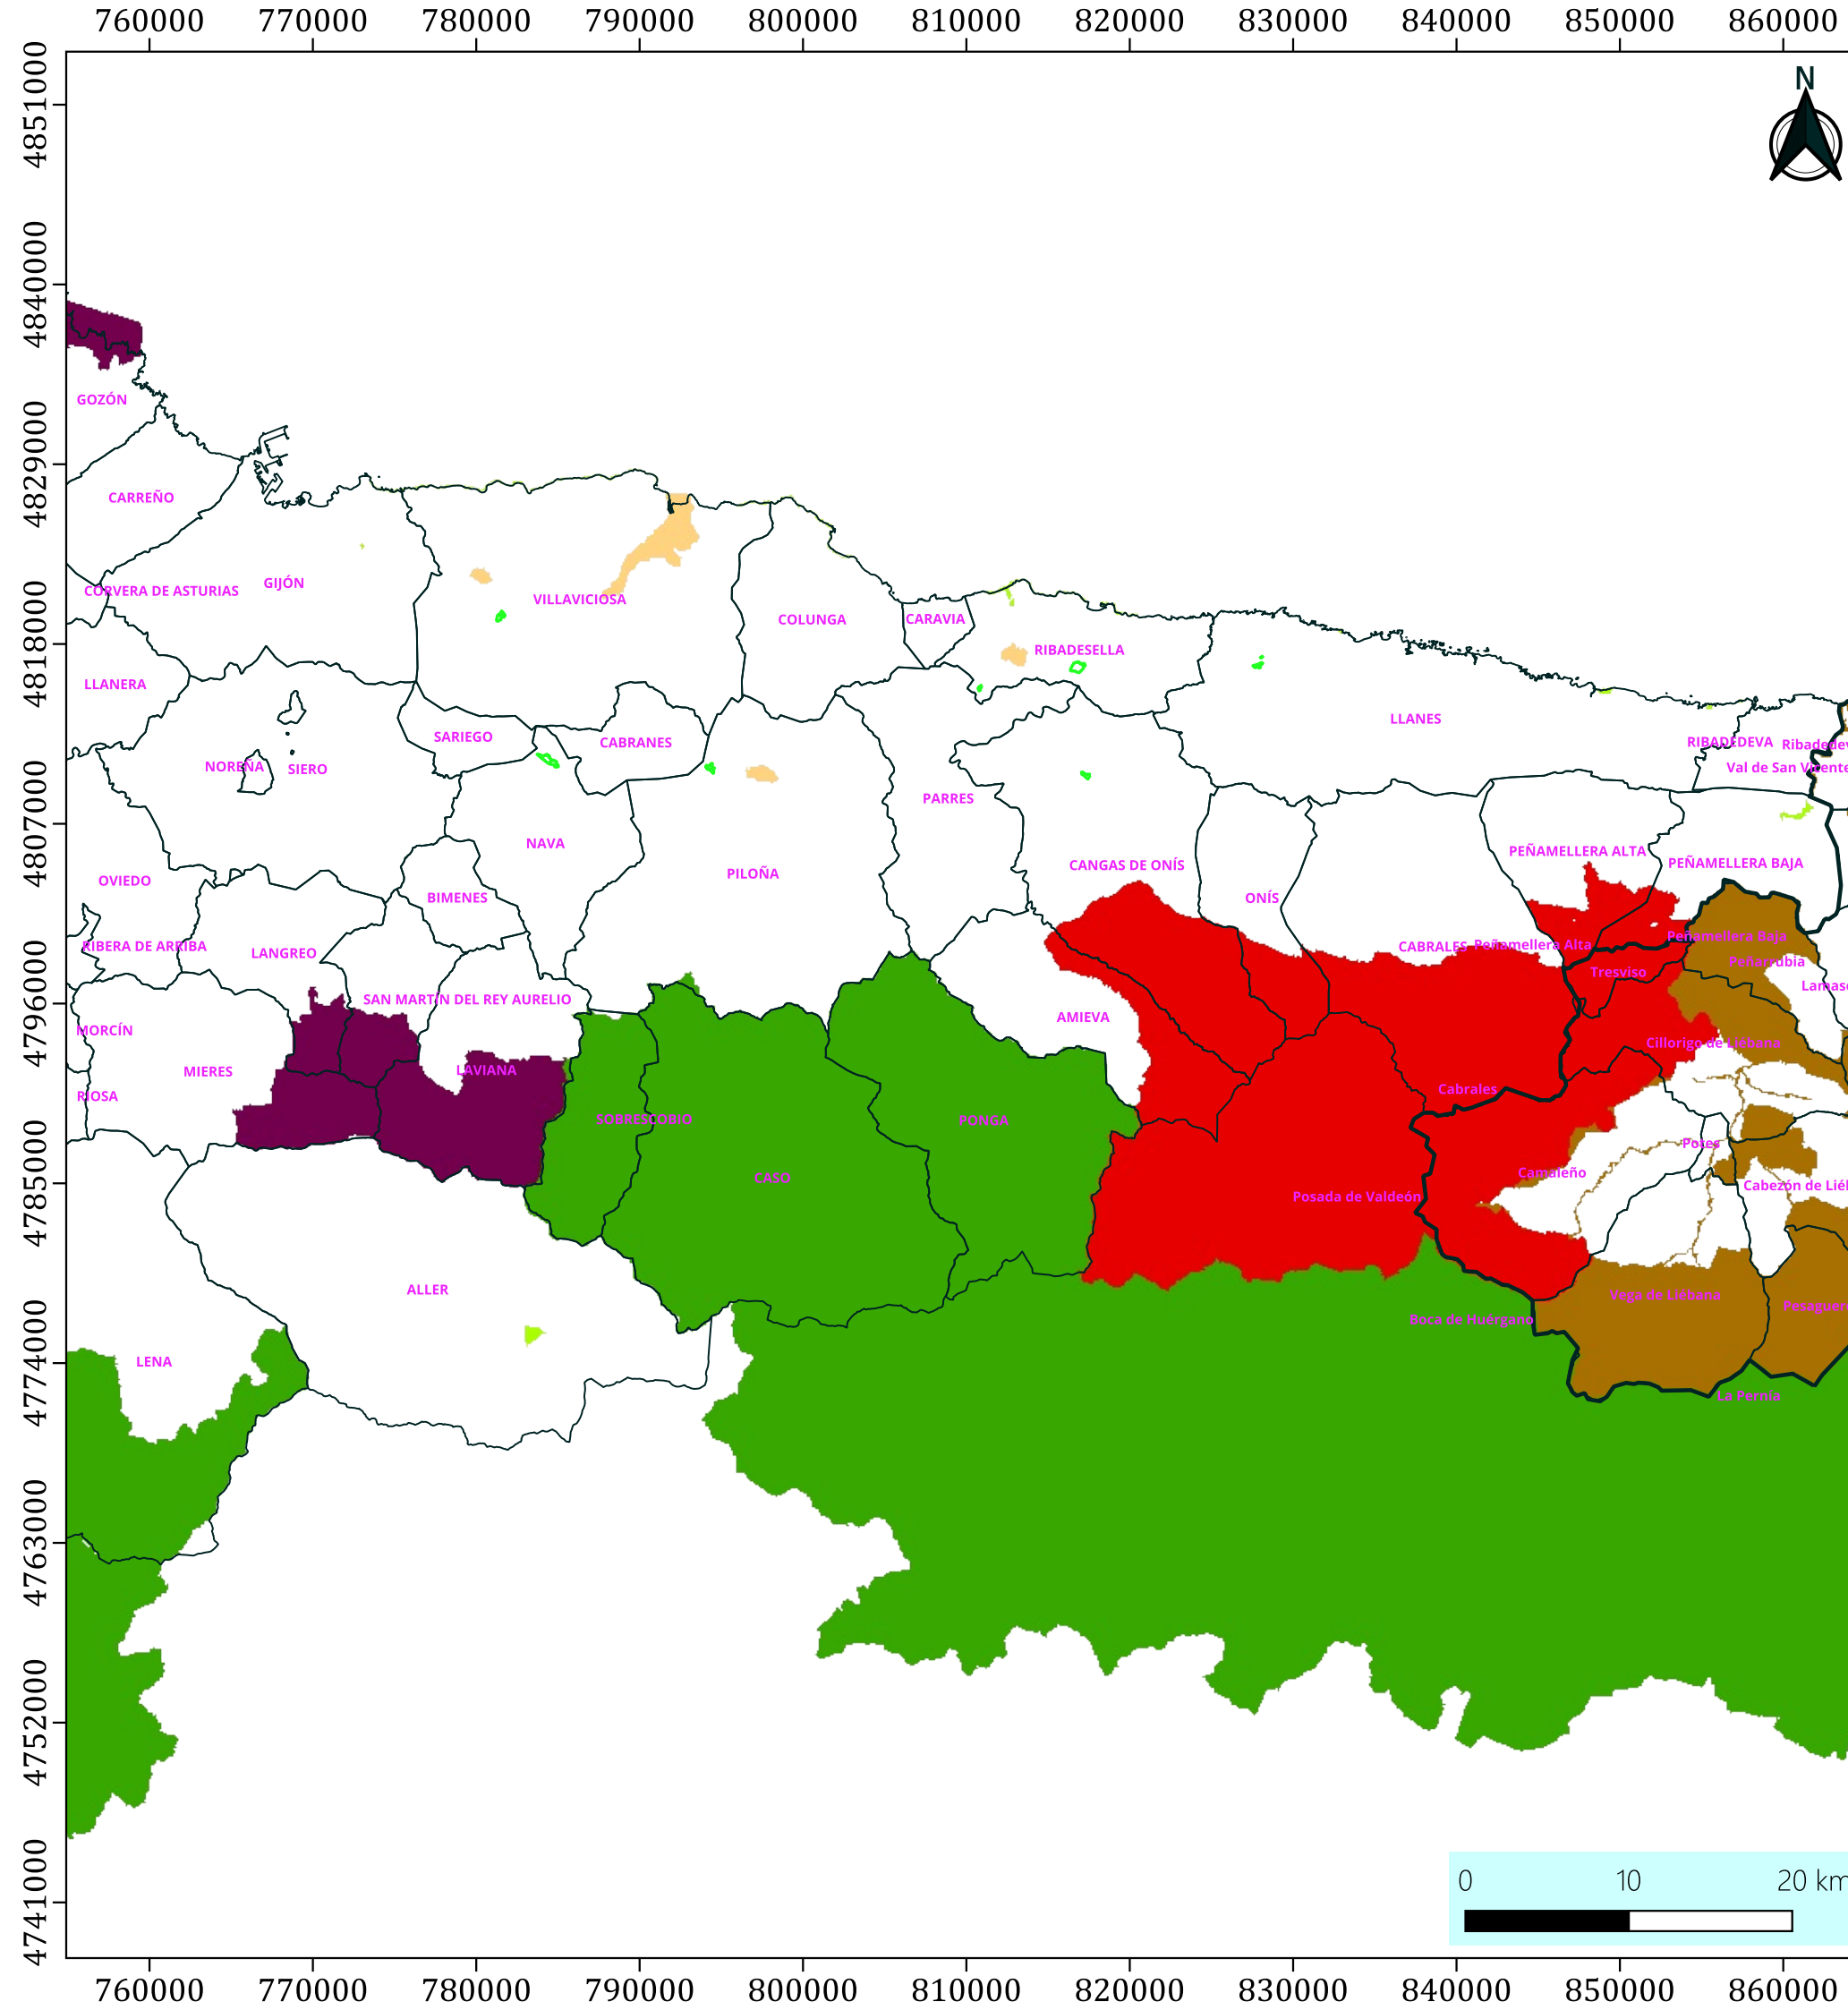 760000 770000 780000 790000 800000 810000 820000 830000 840000 850000 860000
4851000
N
4840000
GOZÓN
4829000
CARREÑO
CORVERA DE ASTURIAS
GIJÓN
VILLAVICIOSA
COLUNGA
CARAVIA
4818000
RIBADESELLA
LLANERA
LLANES
SARIEGO
CABRANES
RIBADEVA
Ribadedev
NOREÑA
SIERO
Val de San Vicente
PARRES
4807000
NAVA
PEÑAMELLERA ALTA
PEÑAMELLERA BAJA
CANGAS DE ONÍS
PILOÑA
OVIEDO
BIMENES
ONÍS
Peñamellera Baja
RIBERA DE ARRIBA
LANGREO
CABRALES
Peñamellera Alta
Peñarrubia
Tresviso
Lamaso
4796000
SAN MARTÍN DEL REY AURELIO
AMIEVA
MORCÍN
Cillorigo de Liébana
MIERES
LAVIANA
RIOSA
Cabrales
SOBRESCOBIO
PONGA
Potes
CASO
Camaleño
4785000
Cabezón de Liéb
Posada de Valdeón
ALLER
Vega de Liébana
Pesaguero
Boca de Huérgano
4774000
LENA
La Pernía
4763000
4752000
4741000
0 10 20 km
760000 770000 780000 790000 800000 810000 820000 830000 840000 850000 860000